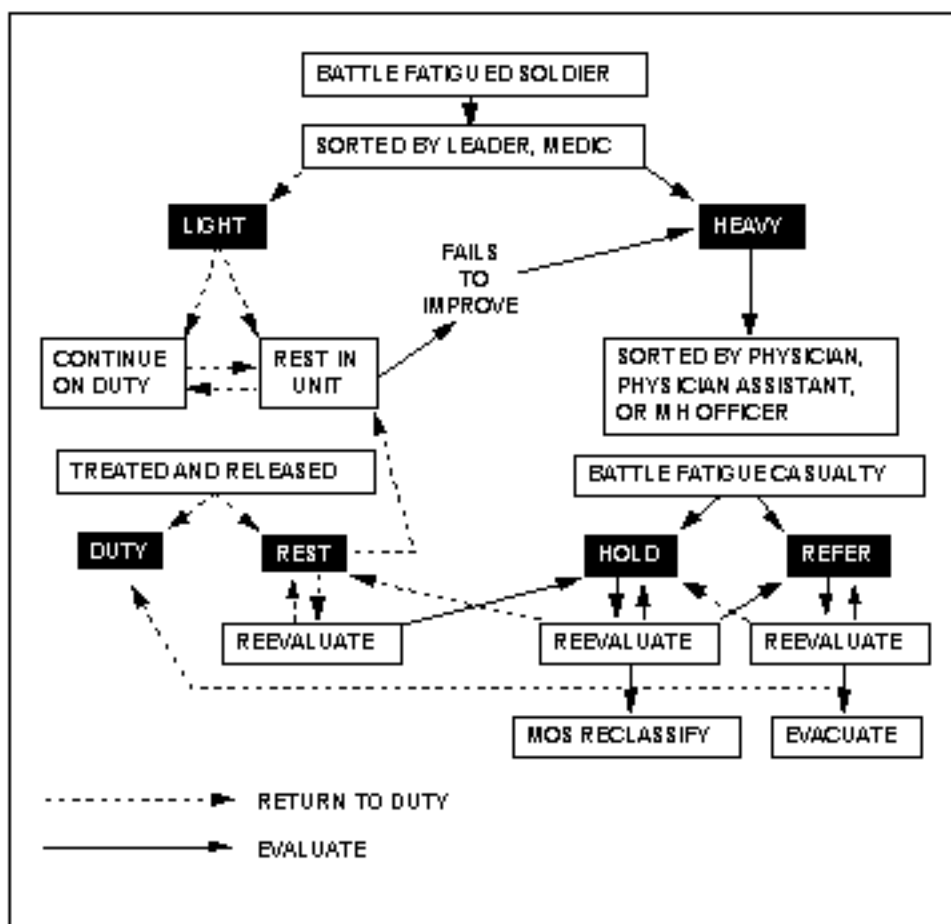 BATTLE FATIGUED SOLDIER
SORTED BY LEADER, MEDIC
LIGHT
HEAVY
FAILS
TO
IMPROVE
CONTINUE
ON DUTY
REST IN
UNIT
SORTED BY PHYSICIAN,
PHYSICIAN ASSISTANT,
OR MH OFFICER
TREATED AND RELEASED
BATTLE FATIGUE CASUALTY
DUTY
REST
HOLD
REFER
REEVALUATE
REEVALUATE
REEVALUATE
MOS RECLASSIFY
EVACUATE
RETURN TO DUTY
EVALUATE